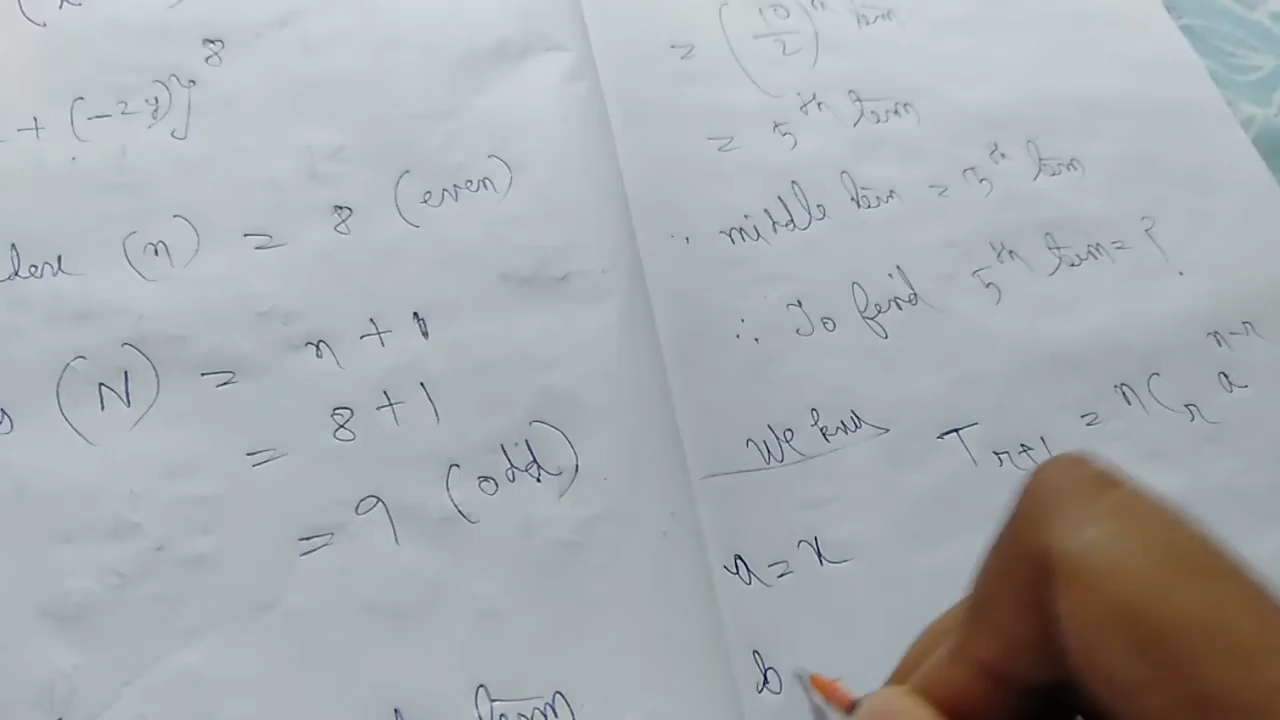 + (-2y)]^8
(n) = 8 (even)
(N) = n + 1
= 8 + 1
= 9 (odd)
term
= (10/2)^th term
= 5^th term
∴ middle term = 5^th term
∴ To find 5^th term = ?
We know T_{r+1} = nC_r a^{n-r}
a = x
b